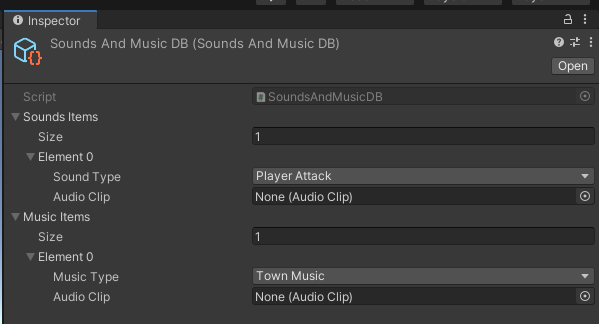 Inspector
Sounds And Music DB (Sounds And Music DB)
Open
Script SoundsAndMusicDB
Sounds Items
Size 1
Element 0
Sound Type Player Attack
Audio Clip None (Audio Clip)
Music Items
Size 1
Element 0
Music Type Town Music
Audio Clip None (Audio Clip)